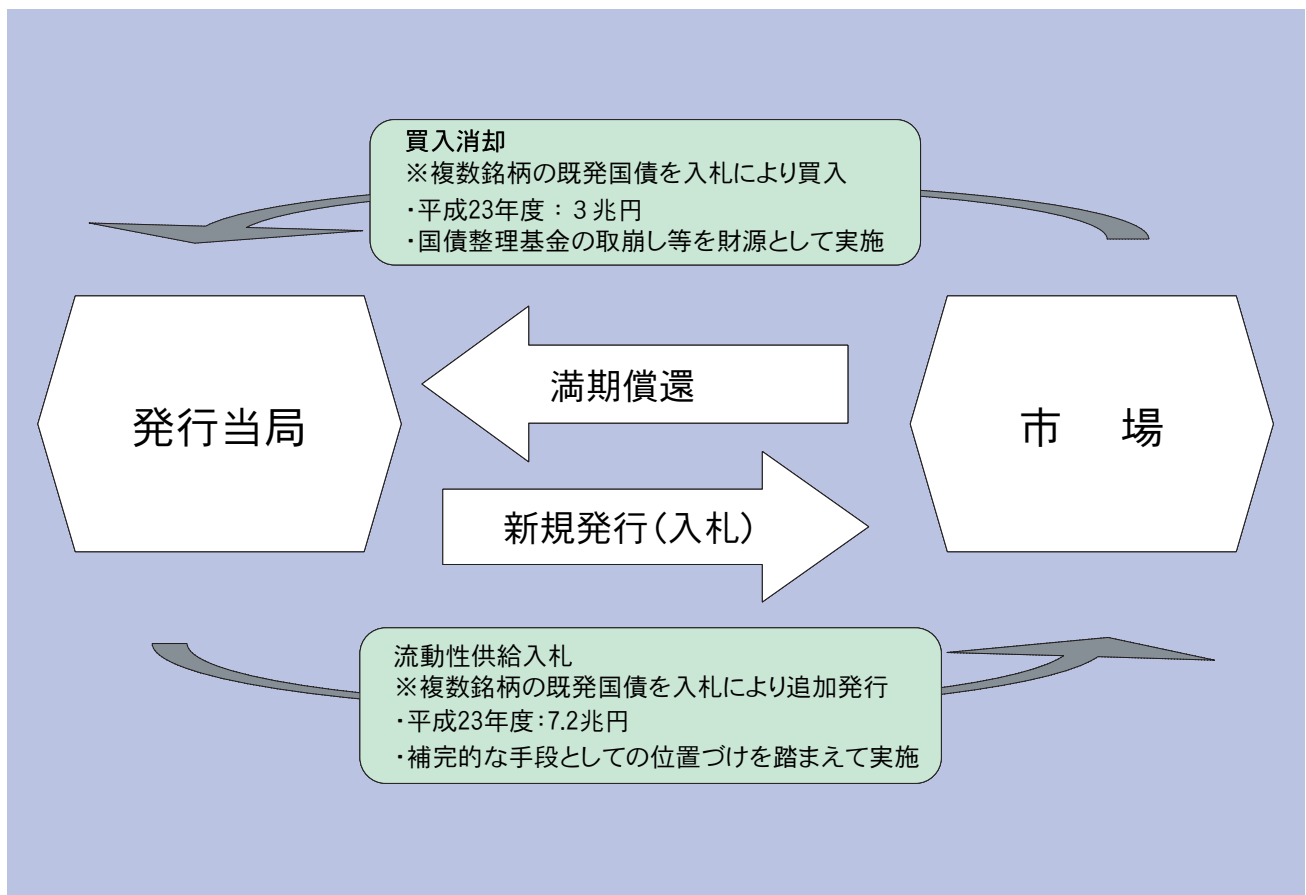 買入消却
※複数銘柄の既発国債を入札により買入
・平成23年度：３兆円
・国債整理基金の取崩し等を財源として実施
満期償還
発行当局
市　場
新規発行（入札）
流動性供給入札
※複数銘柄の既発国債を入札により追加発行
・平成23年度：7.2兆円
・補完的な手段としての位置づけを踏まえて実施